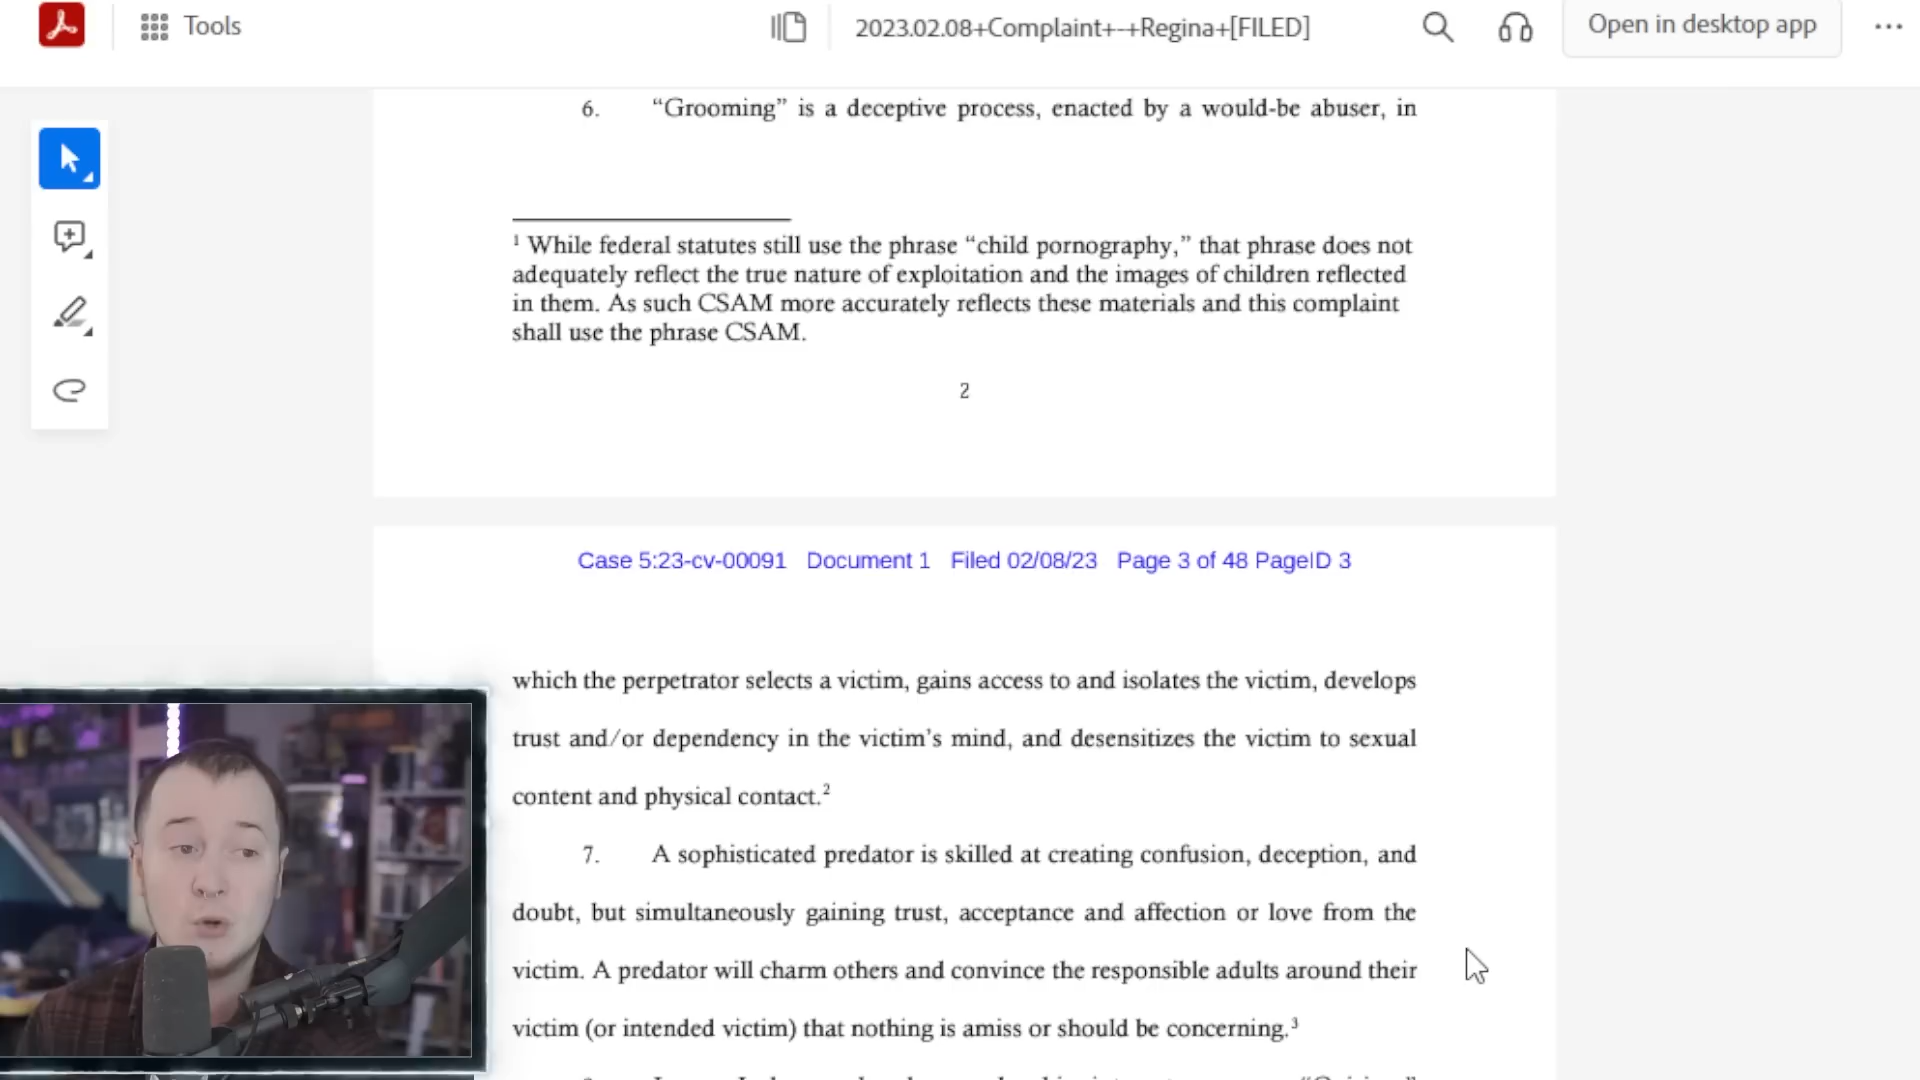 Tools
2023.02.08+Complaint+-+Regina+[FILED]
Open in desktop app
6. “Grooming” is a deceptive process, enacted by a would-be abuser, in
1 While federal statutes still use the phrase “child pornography,” that phrase does not
adequately reflect the true nature of exploitation and the images of children reflected
in them. As such CSAM more accurately reflects these materials and this complaint
shall use the phrase CSAM.
2
Case 5:23-cv-00091 Document 1 Filed 02/08/23 Page 3 of 48 PageID 3
which the perpetrator selects a victim, gains access to and isolates the victim, develops
trust and/or dependency in the victim’s mind, and desensitizes the victim to sexual
content and physical contact.2
7. A sophisticated predator is skilled at creating confusion, deception, and
doubt, but simultaneously gaining trust, acceptance and affection or love from the
victim. A predator will charm others and convince the responsible adults around their
victim (or intended victim) that nothing is amiss or should be concerning.3